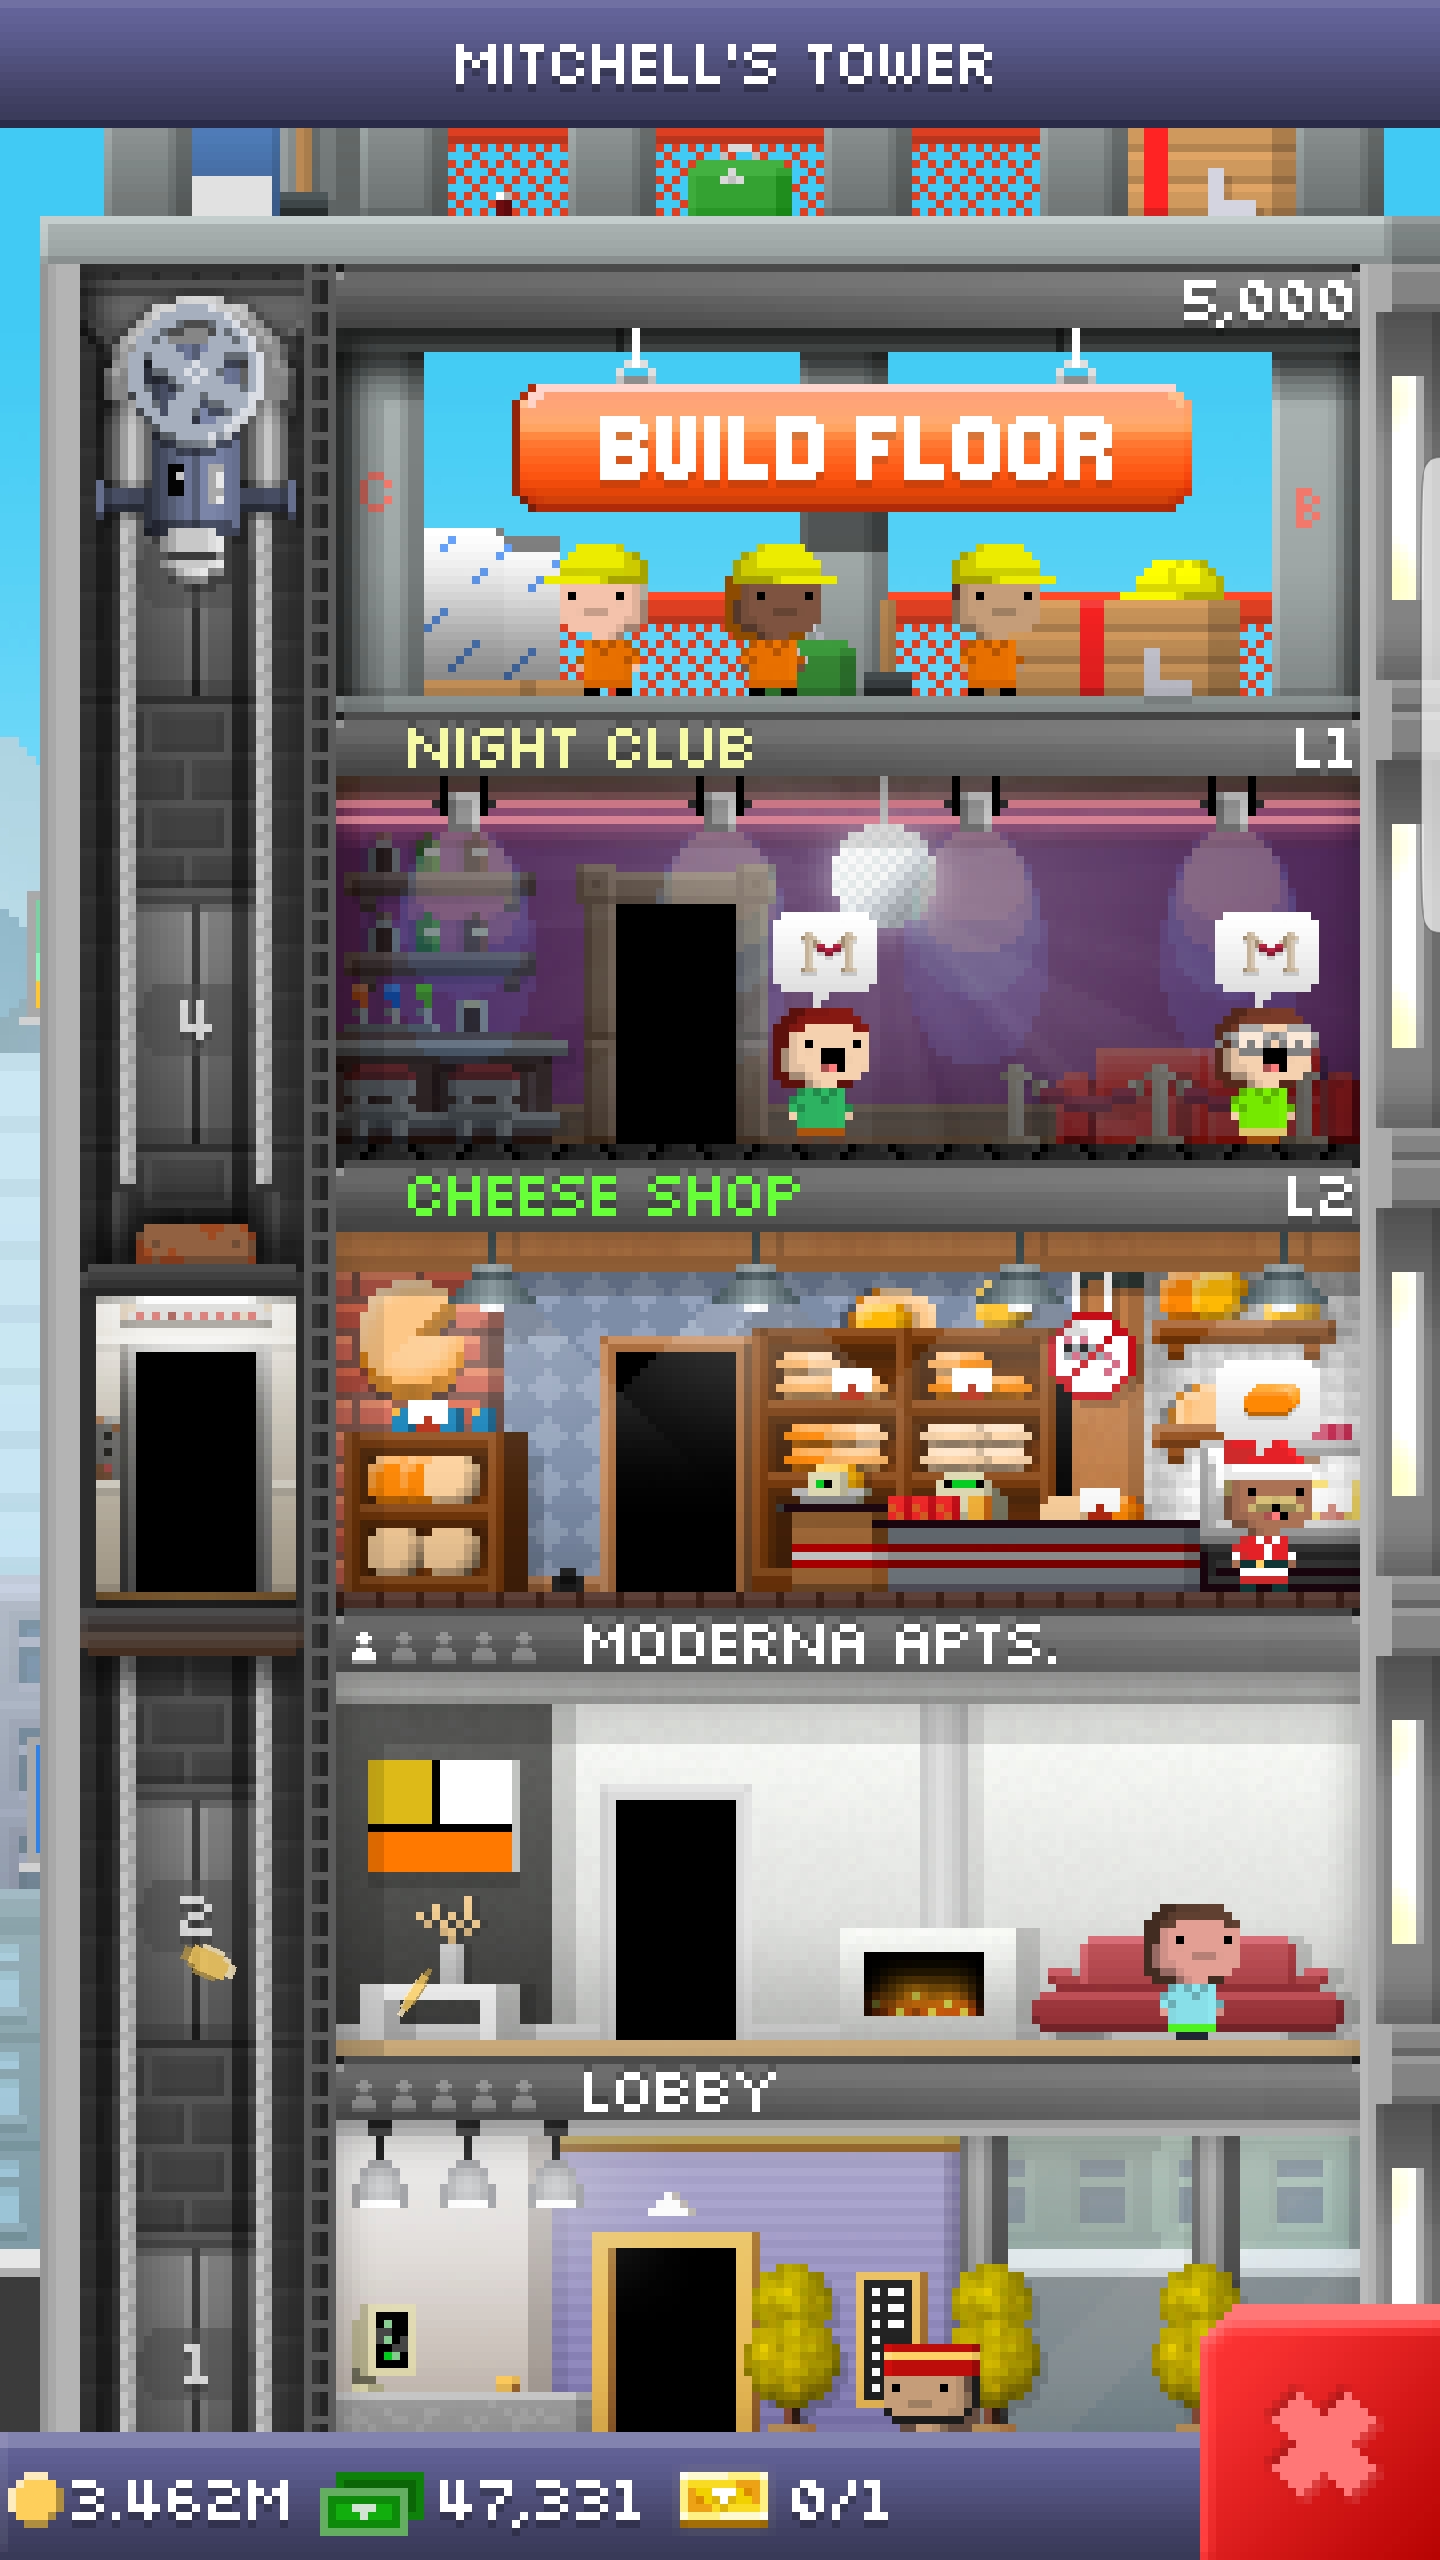 MITCHELL'S TOWER
5,000
BUILD FLOOR
C
B
NIGHT CLUB L1
4
CHEESE SHOP L2
MODERNA APTS.
2
LOBBY
1
3.462M 47,331 0/1